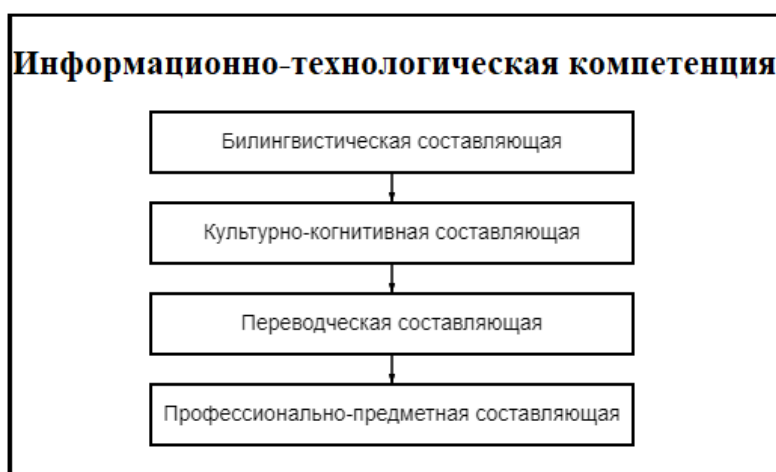 Информационно-технологическая компетенция
Билингвистическая составляющая
Культурно-когнитивная составляющая
Переводческая составляющая
Профессионально-предметная составляющая